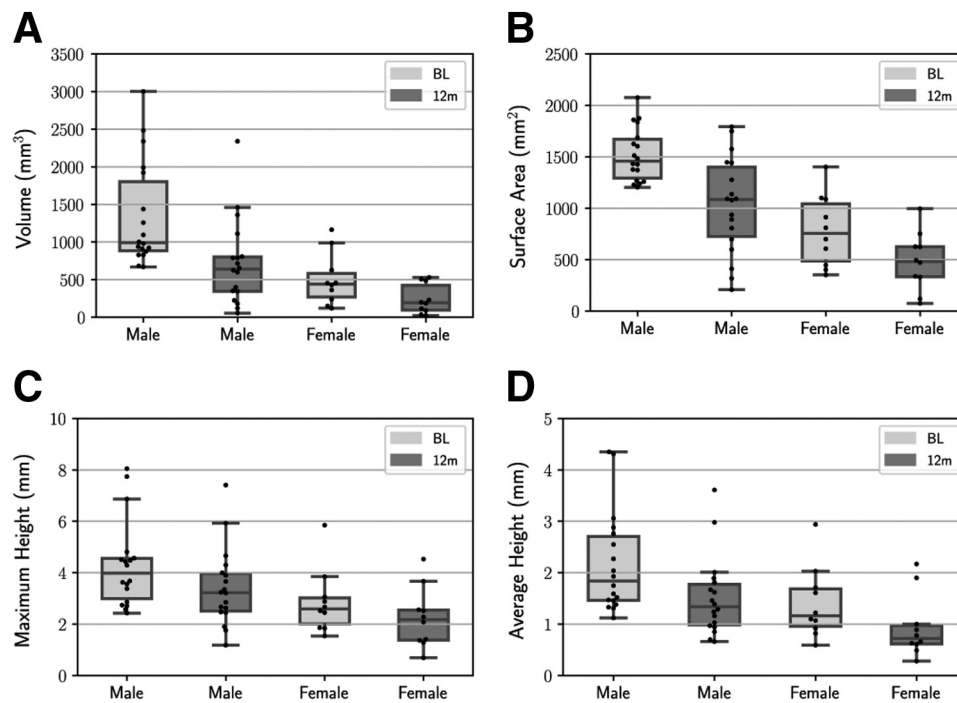 A
Volume (mm³)
3500
3000
2500
2000
1500
1000
500
0
BL
12m
Male
Male
Female
Female
B
Surface Area (mm²)
2500
2000
1500
1000
500
0
BL
12m
Male
Male
Female
Female
C
Maximum Height (mm)
10
8
6
4
2
0
BL
12m
Male
Male
Female
Female
D
Average Height (mm)
5
4
3
2
1
0
BL
12m
Male
Male
Female
Female